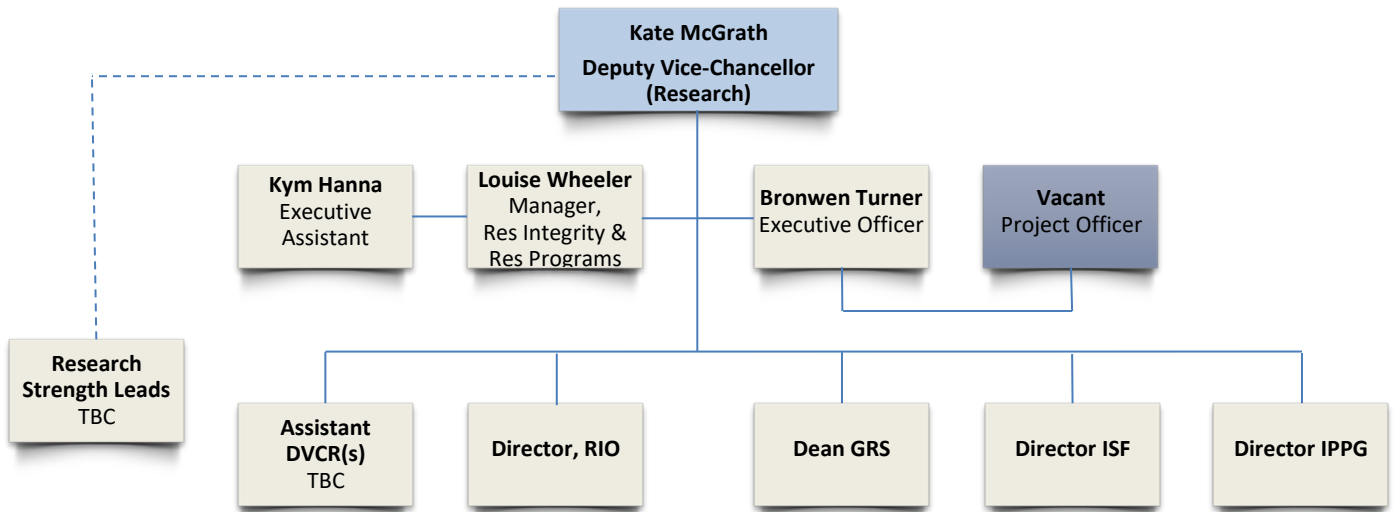 Kate McGrath
Deputy Vice-Chancellor
(Research)
Kym Hanna
Executive
Assistant
Louise Wheeler
Manager,
Res Integrity &
Res Programs
Bronwen Turner
Executive Officer
Vacant
Project Officer
Research
Strength Leads
TBC
Assistant
DVCR(s)
TBC
Director, RIO
Dean GRS
Director ISF
Director IPPG